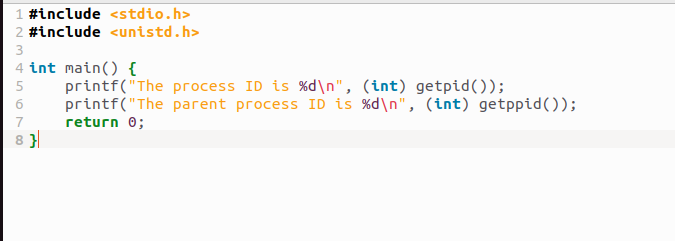 1 #include <stdio.h>
2 #include <unistd.h>
3
4 int main() {
5     printf("The process ID is %d\n", (int) getpid());
6     printf("The parent process ID is %d\n", (int) getppid());
7     return 0;
8 }